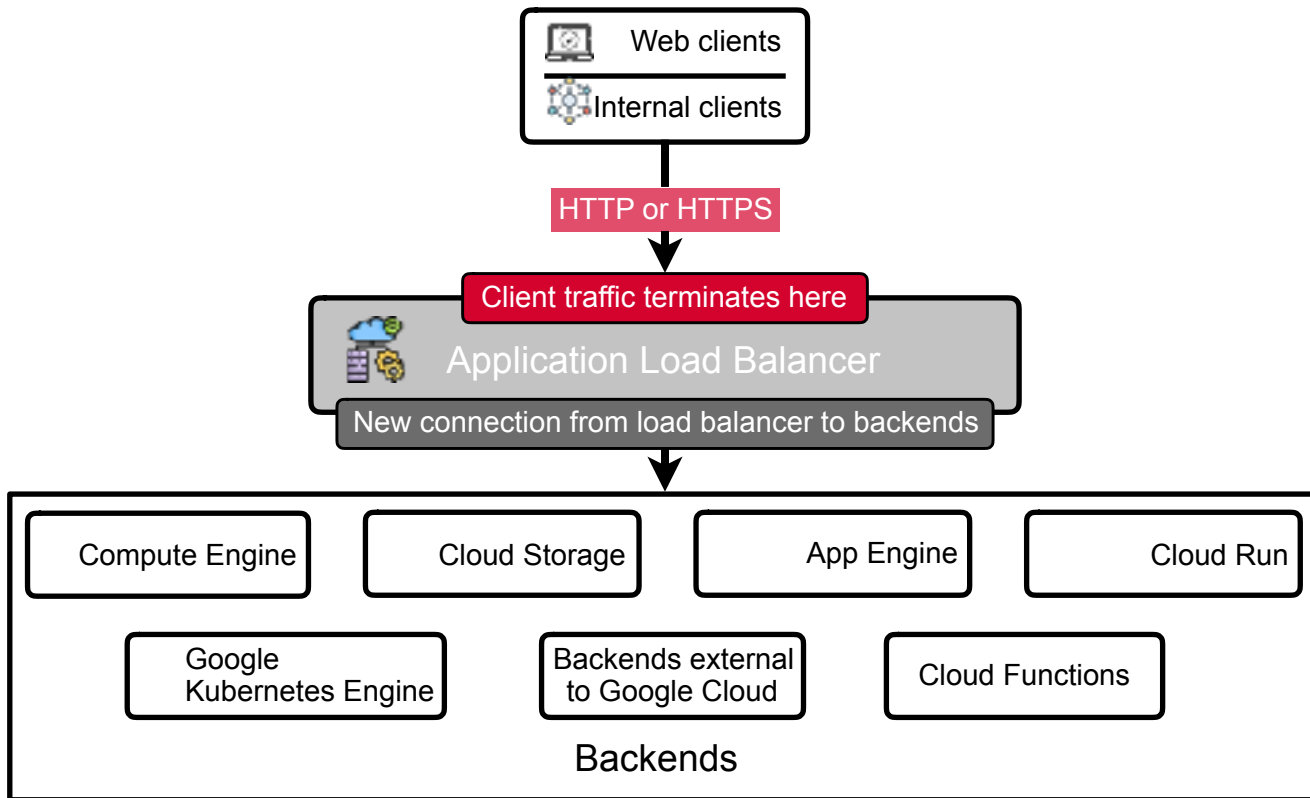 Web clients
Internal clients
HTTP or HTTPS
Client traffic terminates here
Application Load Balancer
New connection from load balancer to backends
Compute Engine
Cloud Storage
App Engine
Cloud Run
Google
Kubernetes Engine
Backends external
to Google Cloud
Cloud Functions
Backends